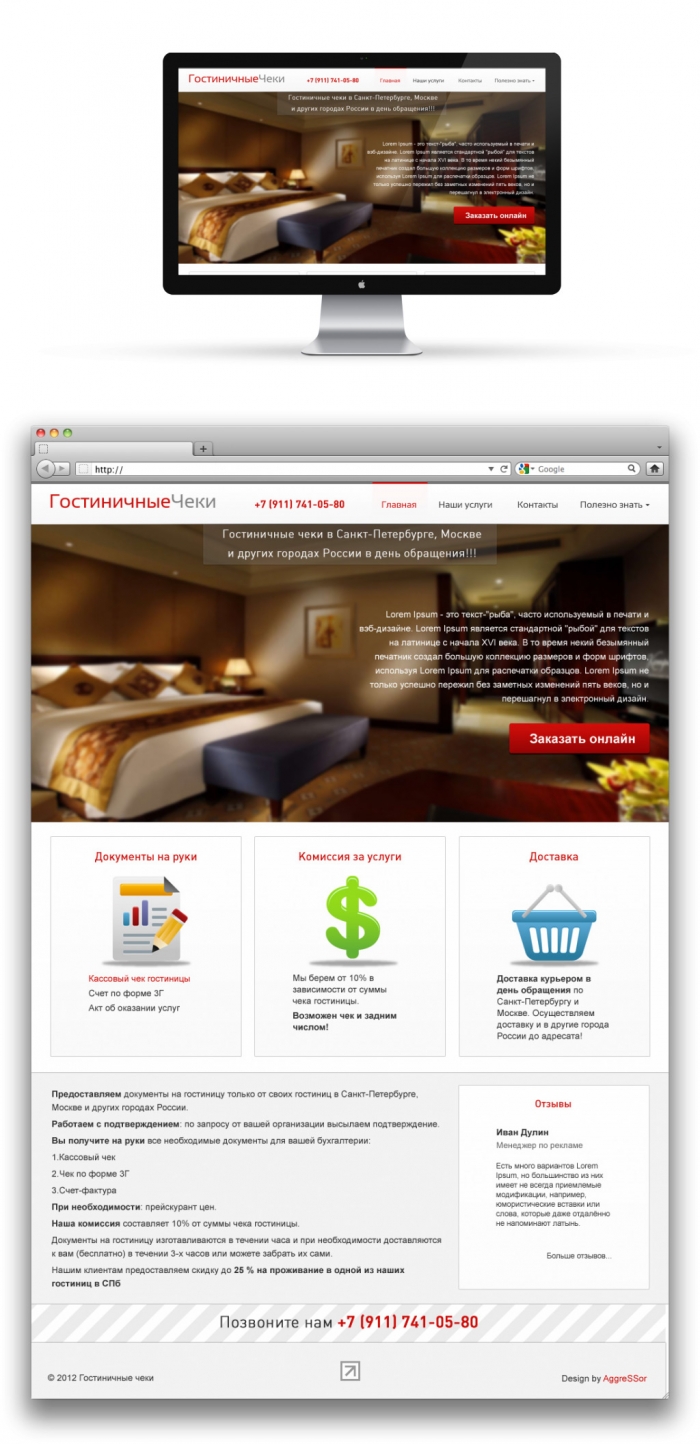 ГостиничныеЧеки +7 (911) 741-05-80 Главная Наши услуги Контакты Полезно знать
Гостиничные чеки в Санкт-Петербурге, Москве
и других городах России в день обращения!!!
Lorem Ipsum - это текст-"рыба", часто используемый в печати и
вэб-дизайне. Lorem Ipsum является стандартной "рыбой" для текстов
на латинице с начала XVI века. В то время некий безымянный
печатник создал большую коллекцию размеров и форм шрифтов,
используя Lorem Ipsum для распечатки образцов. Lorem Ipsum не
только успешно пережил без заметных изменений пять веков, но и
перешагнул в электронный дизайн.
Заказать онлайн
http://
Google
ГостиничныеЧеки +7 (911) 741-05-80 Главная Наши услуги Контакты Полезно знать
Гостиничные чеки в Санкт-Петербурге, Москве
и других городах России в день обращения!!!
Lorem Ipsum - это текст-"рыба", часто используемый в печати и
вэб-дизайне. Lorem Ipsum является стандартной "рыбой" для текстов
на латинице с начала XVI века. В то время некий безымянный
печатник создал большую коллекцию размеров и форм шрифтов,
используя Lorem Ipsum для распечатки образцов. Lorem Ipsum не
только успешно пережил без заметных изменений пять веков, но и
перешагнул в электронный дизайн.
Заказать онлайн
Документы на руки
Кассовый чек гостиницы
Счет по форме 3Г
Акт об оказании услуг
Комиссия за услуги
Мы берем от 10% в
зависимости от суммы
чека гостиницы.
Возможен чек и задним
числом!
Доставка
Доставка курьером в
день обращения по
Санкт-Петербургу и
Москве. Осуществляем
доставку и в другие города
России до адресата!
Предоставляем документы на гостиницу только от своих гостиниц в Санкт-Петербурге,
Москве и других городах России.
Работаем с подтверждением: по запросу от вашей организации высылаем подтверждение.
Вы получите на руки все необходимые документы для вашей бухгалтерии:
1.Кассовый чек
2.Чек по форме 3Г
3.Счет-фактура
При необходимости: прейскурант цен.
Наша комиссия составляет 10% от суммы чека гостиницы.
Документы на гостиницу изготавливаются в течении часа и при необходимости доставляются
к вам (бесплатно) в течении 3-х часов или можете забрать их сами.
Нашим клиентам предоставляем скидку до 25 % на проживание в одной из наших
гостиниц в СПб
Отзывы
Иван Дулин
Менеджер по рекламе
Есть много вариантов Lorem
Ipsum, но большинство из них
имеет не всегда приемлемые
модификации, например,
юмористические вставки или
слова, которые даже отдалённо
не напоминают латынь.
Больше отзывов...
Позвоните нам +7 (911) 741-05-80
© 2012 Гостиничные чеки
Design by AggreSSor